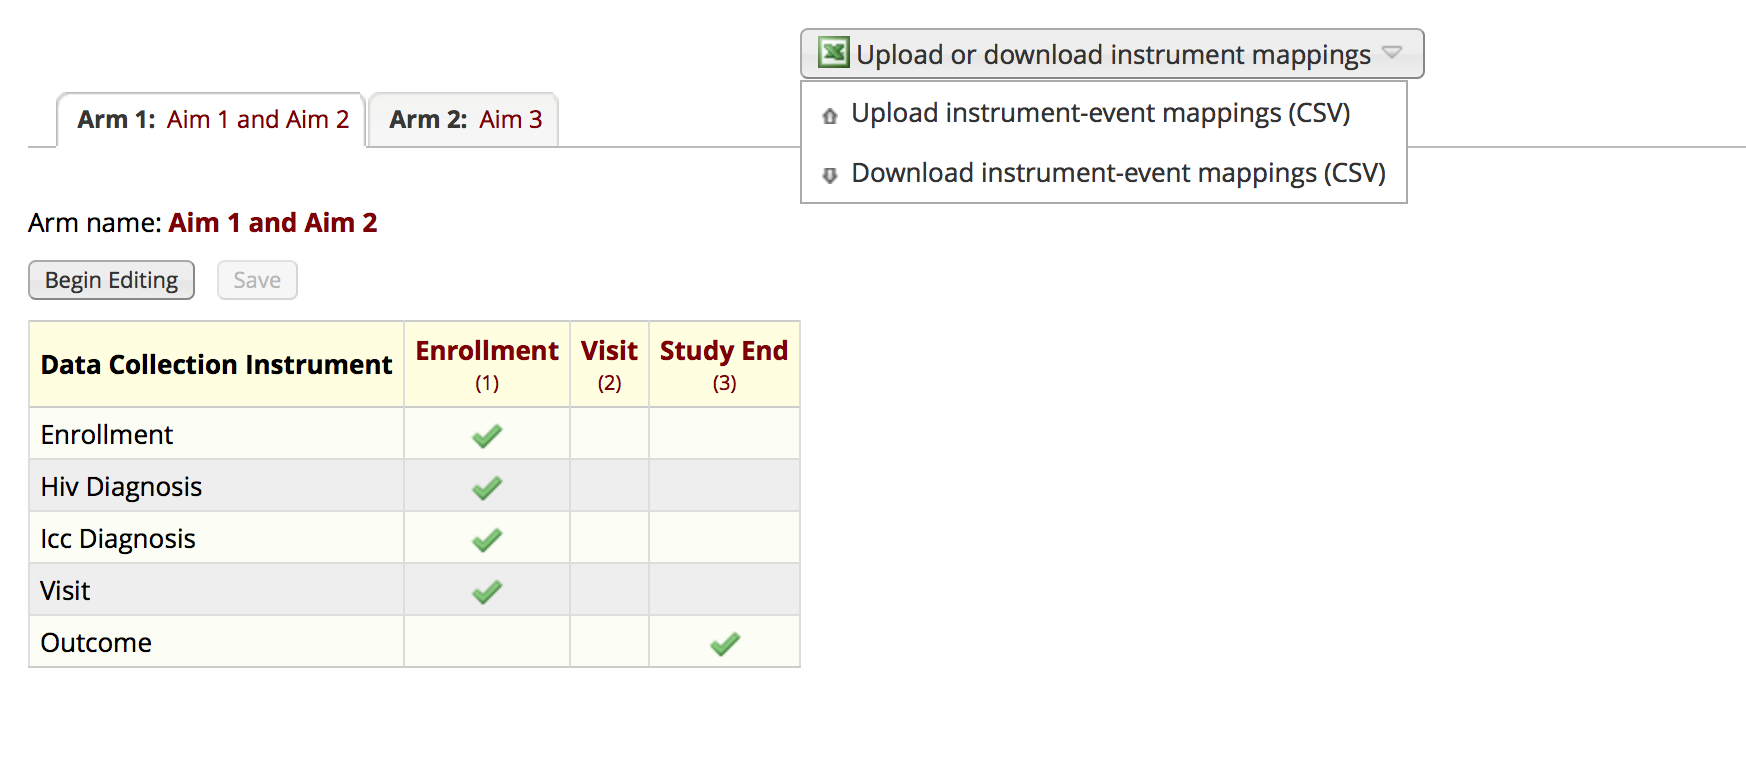 Upload or download instrument mappings
Upload instrument-event mappings (CSV)
Download instrument-event mappings (CSV)
Arm 1: Aim 1 and Aim 2
Arm 2: Aim 3
Arm name: Aim 1 and Aim 2
Begin Editing
Save
Data Collection Instrument
Enrollment
(1)
Visit
(2)
Study End
(3)
Enrollment
Hiv Diagnosis
Icc Diagnosis
Visit
Outcome